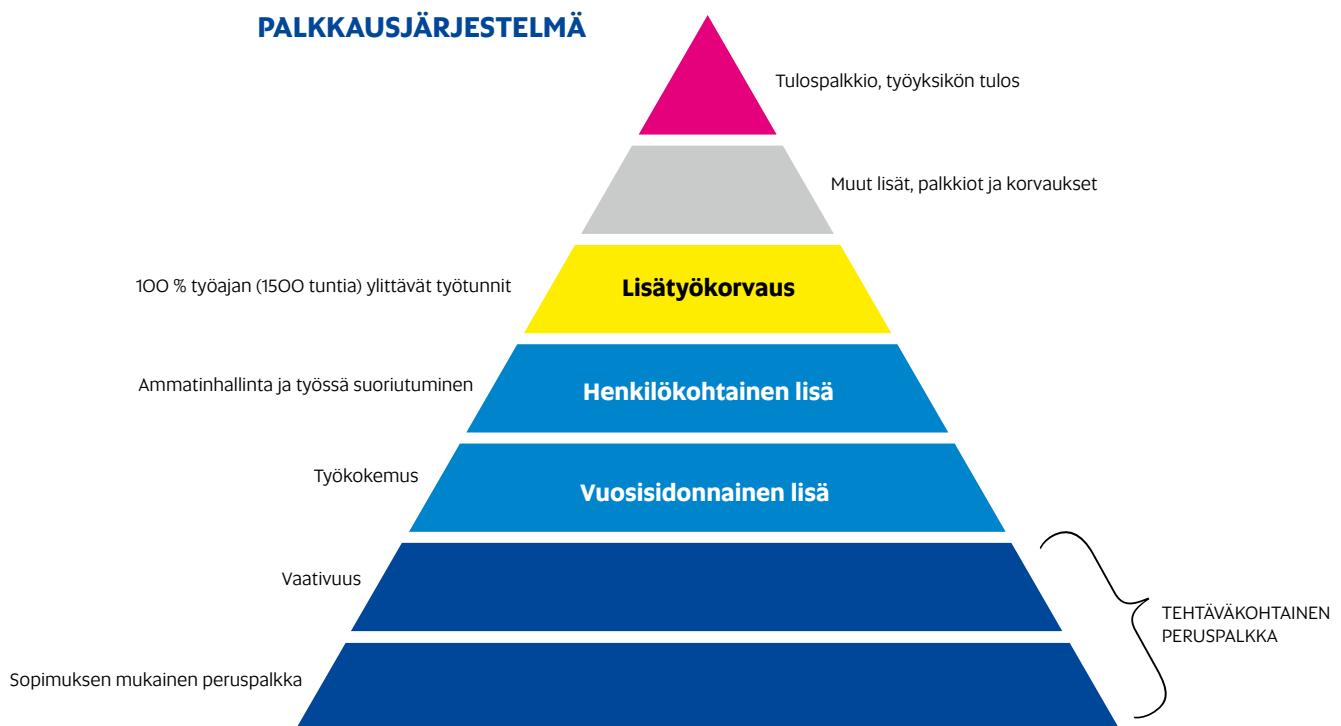 PALKKAUSJÄRJESTELMÄ
Tulospalkkio, työyksikön tulos
Muut lisät, palkkiot ja korvaukset
100 % työajan (1500 tuntia) ylittävät työtunnit
Lisätyökorvaus
Ammatinhallinta ja työssä suoriutuminen
Henkilökohtainen lisä
Työkokemus
Vuosisidonnainen lisä
Vaativuus
TEHTÄVÄKOHTAINEN
PERUSPALKKA
Sopimuksen mukainen peruspalkka